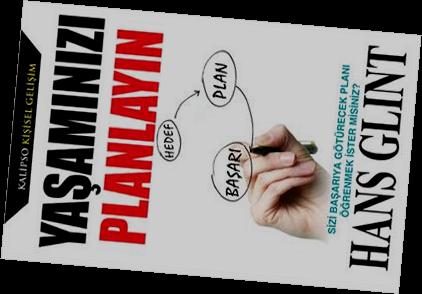 KALİPSO KİŞİSEL GELİŞİM
YAŞAMINIZI
PLANLAYIN
HEDEF
PLAN
BAŞARI
SİZİ BAŞARIYA GÖTÜRECEK PLANI
ÖĞRENMEK İSTER MİSİNİZ?
HANS GLINT